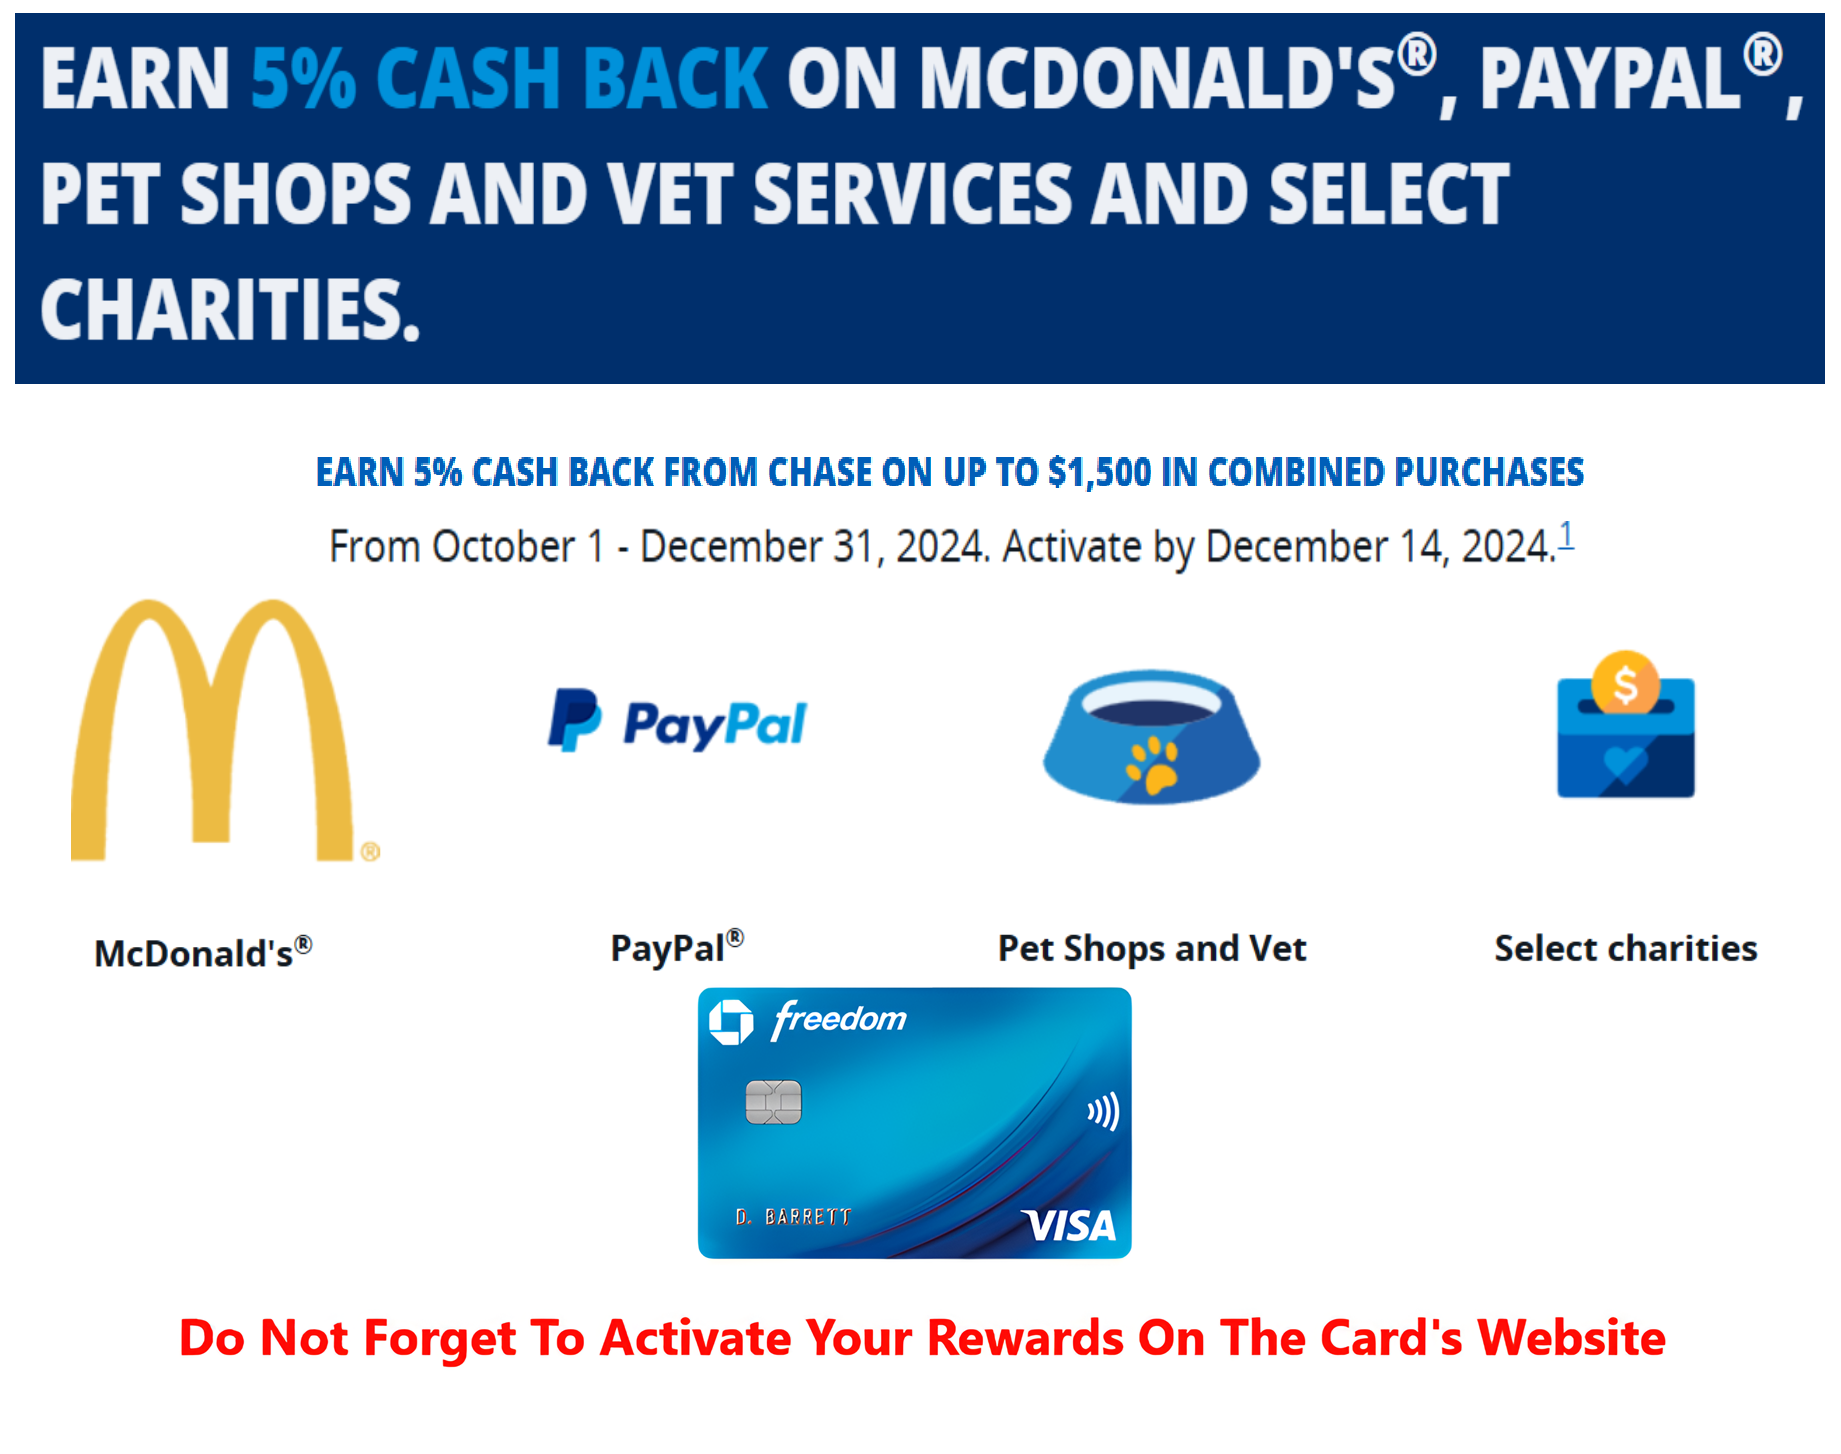 EARN 5% CASH BACK ON MCDONALD'S®, PAYPAL®,
PET SHOPS AND VET SERVICES AND SELECT
CHARITIES.
EARN 5% CASH BACK FROM CHASE ON UP TO $1,500 IN COMBINED PURCHASES
From October 1 - December 31, 2024. Activate by December 14, 2024.1
®
PayPal
$
McDonald's®
PayPal®
Pet Shops and Vet
Select charities
freedom
D. BARRETT
VISA
Do Not Forget To Activate Your Rewards On The Card's Website